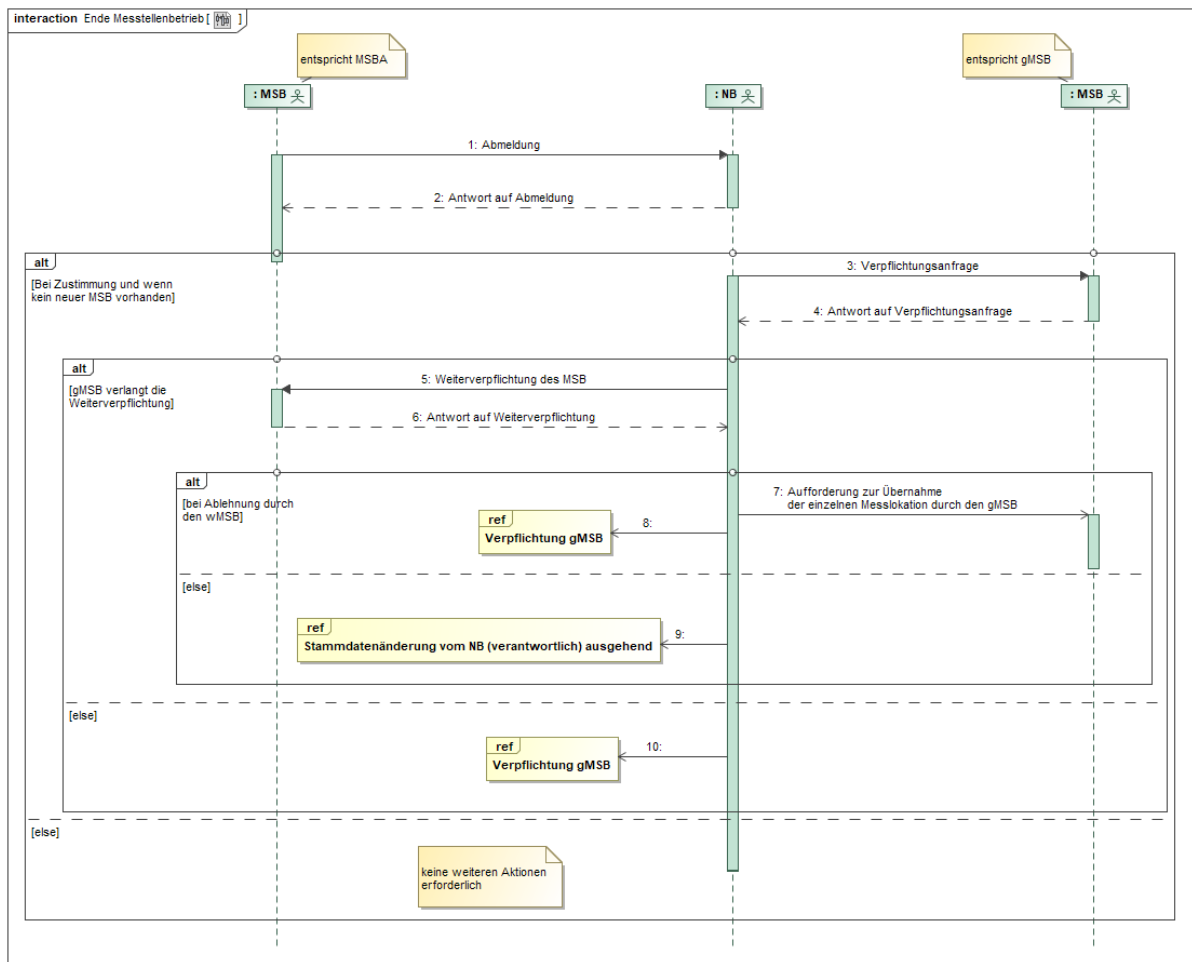 interaction Ende Messtellenbetrieb [ ]
entspricht MSBA
entspricht gMSB
: MSB
: NB
: MSB
1: Abmeldung
2: Antwort auf Abmeldung
alt
[Bei Zustimmung und wenn
kein neuer MSB vorhanden]
3: Verpflichtungsanfrage
4: Antwort auf Verpflichtungsanfrage
alt
[gMSB verlangt die
Weiterverpflichtung]
5: Weiterverpflichtung des MSB
6: Antwort auf Weiterverpflichtung
alt
[bei Ablehnung durch
den wMSB]
7: Aufforderung zur Übernahme
der einzelnen Messlokation durch den gMSB
ref
Verpflichtung gMSB
8:
[else]
ref
Stammdatenänderung vom NB (verantwortlich) ausgehend
9:
[else]
ref
Verpflichtung gMSB
10:
[else]
keine weiteren Aktionen
erforderlich